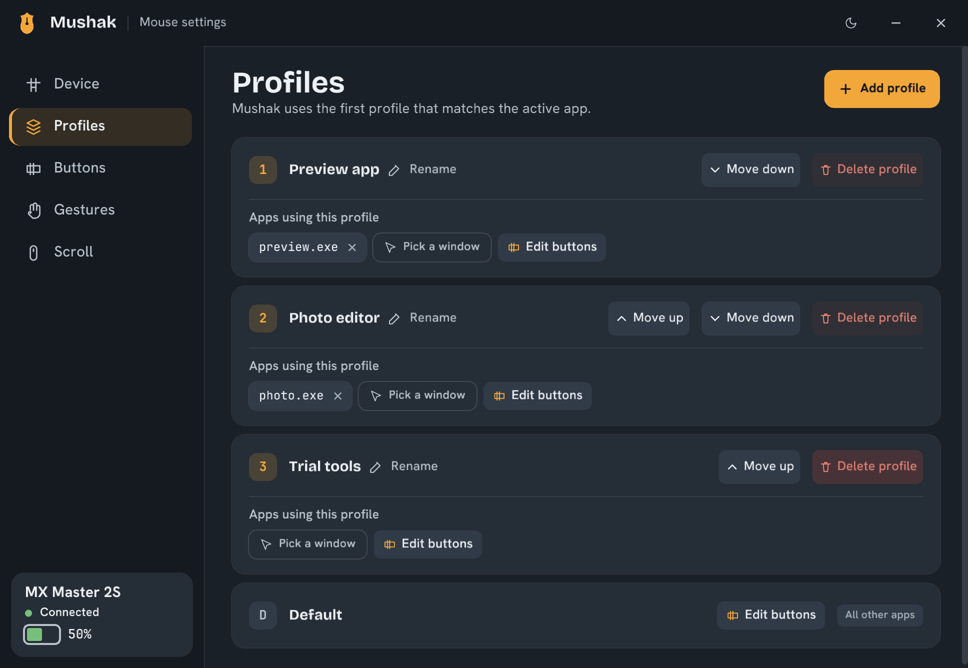 Mushak | Mouse settings
Device
Profiles
Buttons
Gestures
Scroll
MX Master 2S
Connected
50%
Profiles
Mushak uses the first profile that matches the active app.
+ Add profile
1 Preview app Rename Move down Delete profile
Apps using this profile
preview.exe × Pick a window Edit buttons
2 Photo editor Rename Move up Move down Delete profile
Apps using this profile
photo.exe × Pick a window Edit buttons
3 Trial tools Rename Move up Delete profile
Apps using this profile
Pick a window Edit buttons
D Default Edit buttons All other apps